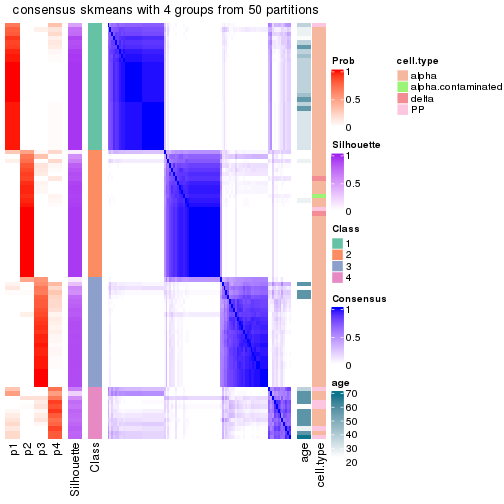 consensus skmeans with 4 groups from 50 partitions
Prob
1
0.5
0
Silhouette
1
0.5
0
Class
1
2
3
4
Consensus
1
0.5
0
age
70
60
50
40
30
20
cell.type
alpha
alpha.contaminated
delta
PP
p1
p2
p3
p4
Silhouette
Class
age
cell.type